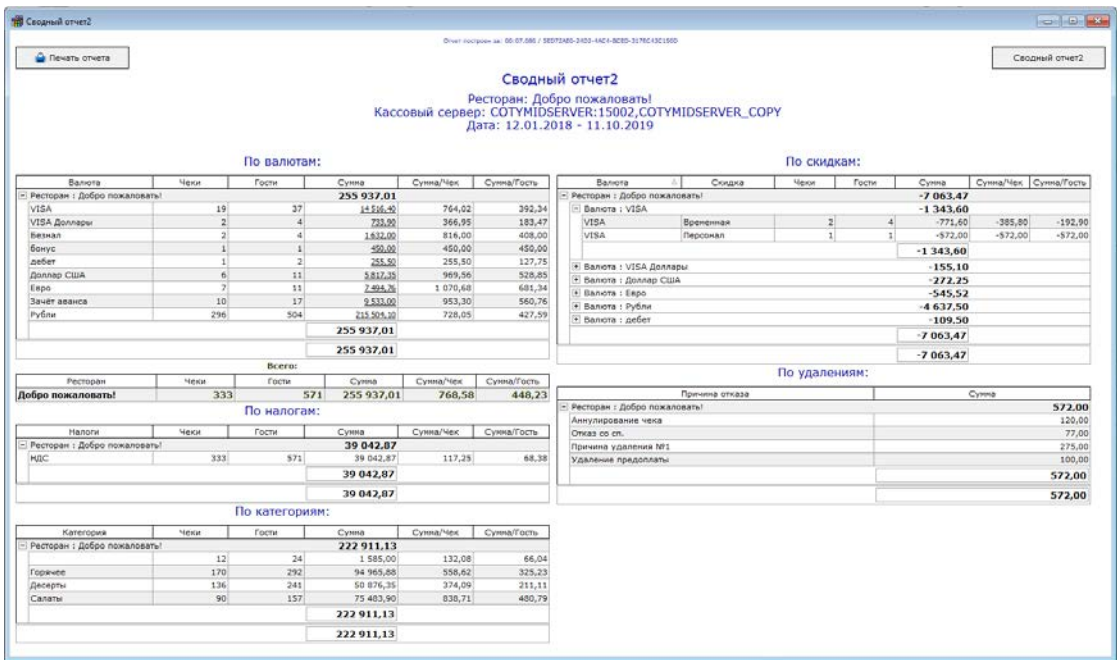 Сводный отчет2
Печать отчета
Сводный отчет2
Сводный отчет2
Ресторан: Добро пожаловать!
Кассовый сервер: COTYMIDSERVER:15002,COTYMIDSERVER_COPY
Дата: 12.01.2018 - 11.10.2019
По валютам:
Валюта Чеки Гости Сумма Сумма/Чек Сумма/Гость
Ресторан : Добро пожаловать! 255 937,01
VISA 19 37 14 516,40 764,02 392,34
VISA Доллары 2 4 733,90 366,95 183,47
Безнал 2 4 1 632,00 816,00 408,00
бонус 1 1 450,00 450,00 450,00
дебет 1 2 255,50 255,50 127,75
Доллар США 6 11 5 817,35 969,56 528,85
Евро 7 11 7 494,76 1 070,68 681,34
Зачёт аванса 10 17 9 533,00 953,30 560,76
Рубли 296 504 215 504,10 728,05 427,59
255 937,01
255 937,01
Всего:
Ресторан Чеки Гости Сумма Сумма/Чек Сумма/Гость
Добро пожаловать! 333 571 255 937,01 768,58 448,23
По налогам:
Налоги Чеки Гости Сумма Сумма/Чек Сумма/Гость
Ресторан : Добро пожаловать! 39 042,87
НДС 333 571 39 042,87 117,25 68,38
39 042,87
39 042,87
По категориям:
Категория Чеки Гости Сумма Сумма/Чек Сумма/Гость
Ресторан : Добро пожаловать! 222 911,13
12 24 1 585,00 132,08 66,04
Горячее 170 292 94 965,88 558,62 325,23
Десерты 136 241 50 876,35 374,09 211,11
Салаты 90 157 75 483,90 838,71 480,79
222 911,13
222 911,13
По скидкам:
Валюта Скидка Чеки Гости Сумма Сумма/Чек Сумма/Гость
Ресторан : Добро пожаловать! -7 063,47
Валюта : VISA -1 343,60
VISA Временная 2 4 -771,60 -385,80 -192,90
VISA Персонал 1 1 -572,00 -572,00 -572,00
-1 343,60
Валюта : VISA Доллары -155,10
Валюта : Доллар США -272,25
Валюта : Евро -545,52
Валюта : Рубли -4 637,50
Валюта : дебет -109,50
-7 063,47
-7 063,47
По удалениям:
Причина отказа Сумма
Ресторан : Добро пожаловать! 572,00
Аннулирование чека 120,00
Отказ со сп. 77,00
Причина удаления №1 275,00
Удаление предоплаты 100,00
572,00
572,00